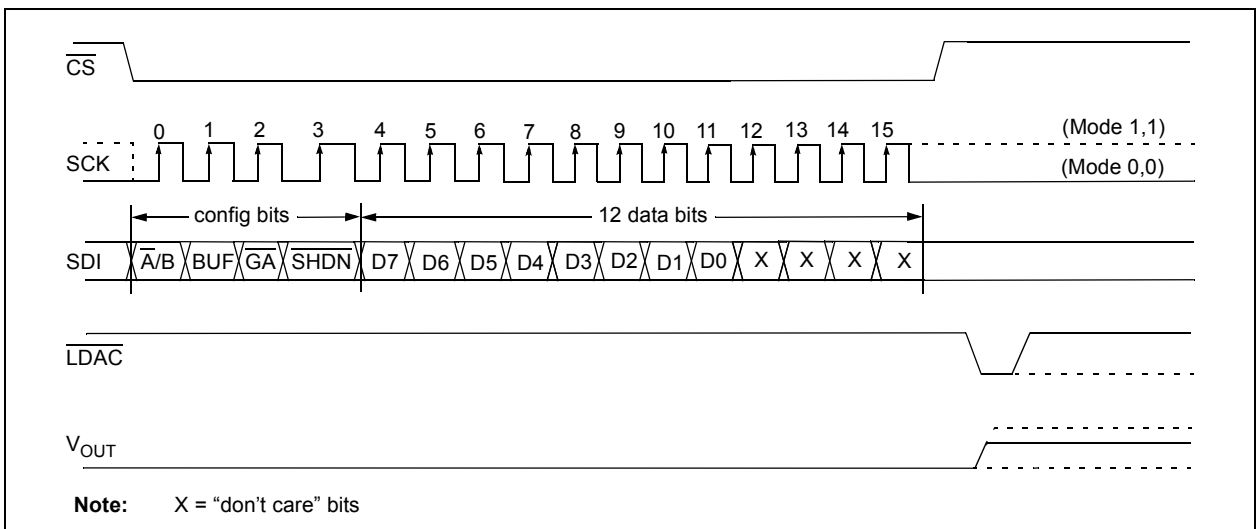 CS
0 1 2 3 4 5 6 7 8 9 10 11 12 13 14 15 (Mode 1,1)
SCK (Mode 0,0)
config bits 12 data bits
SDI A/B BUF GA SHDN D7 D6 D5 D4 D3 D2 D1 D0 X X X X
LDAC
VOUT
Note: X = “don’t care” bits